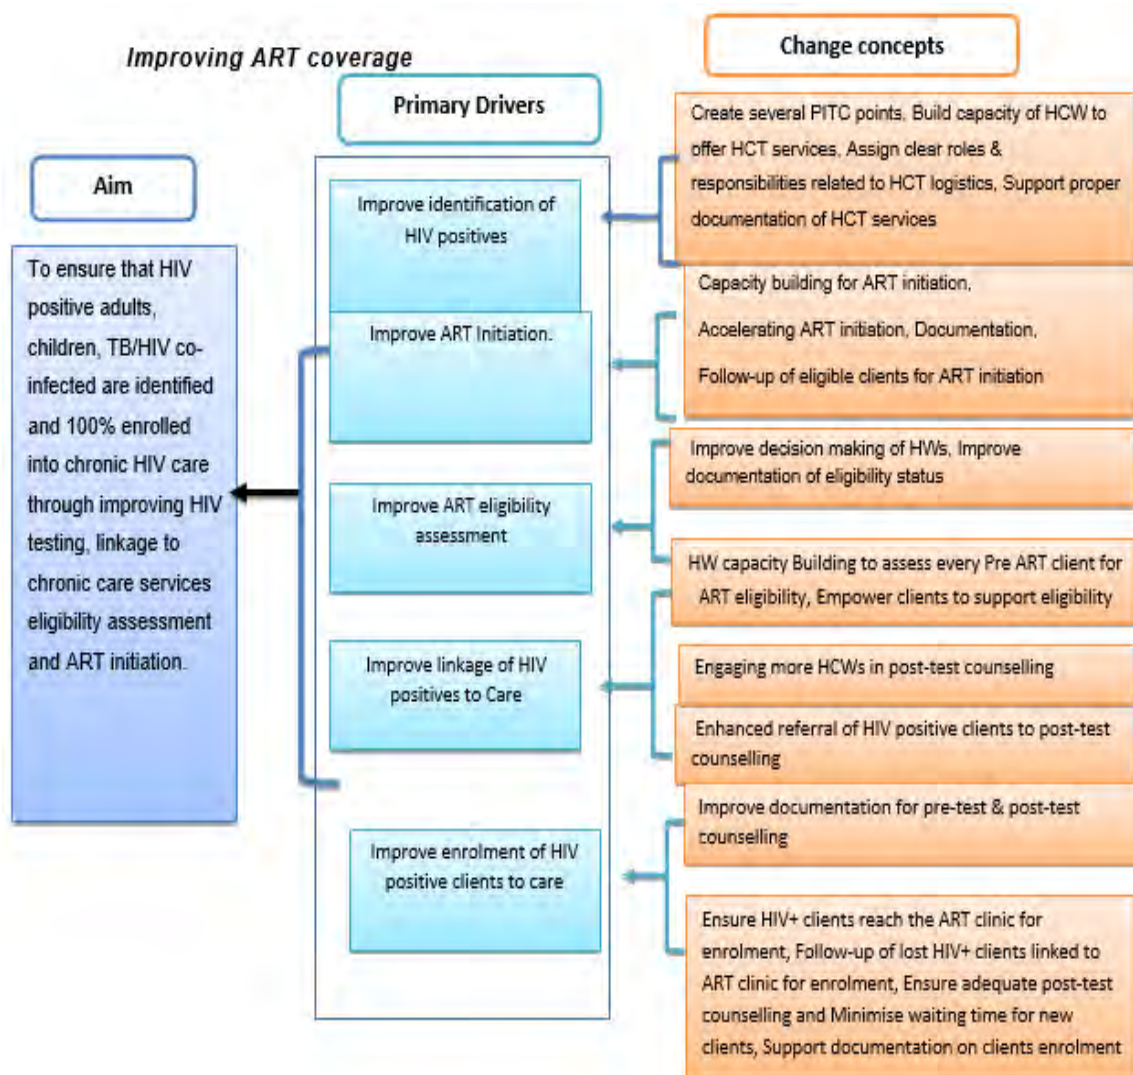 Improving ART coverage
Aim
To ensure that HIV
positive adults,
children, TB/HIV co-
infected are identified
and 100% enrolled
into chronic HIV care
through improving HIV
testing, linkage to
chronic care services
eligibility assessment
and ART initiation.
Primary Drivers
Improve identification of
HIV positives
Improve ART Initiation.
Improve ART eligibility
assessment
Improve linkage of HIV
positives to Care
Improve enrolment of HIV
positive clients to care
Change concepts
Create several PITC points, Build capacity of HCW to
offer HCT services, Assign clear roles &
responsibilities related to HCT logistics, Support proper
documentation of HCT services
Capacity building for ART initiation,
Accelerating ART initiation, Documentation,
Follow-up of eligible clients for ART initiation
Improve decision making of HWs, Improve
documentation of eligibility status
HW capacity Building to assess every Pre ART client for
ART eligibility, Empower clients to support eligibility
Engaging more HCWs in post-test counselling
Enhanced referral of HIV positive clients to post-test
counselling
Improve documentation for pre-test & post-test
counselling
Ensure HIV+ clients reach the ART clinic for
enrolment, Follow-up of lost HIV+ clients linked to
ART clinic for enrolment, Ensure adequate post-test
counselling and Minimise waiting time for new
clients, Support documentation on clients enrolment